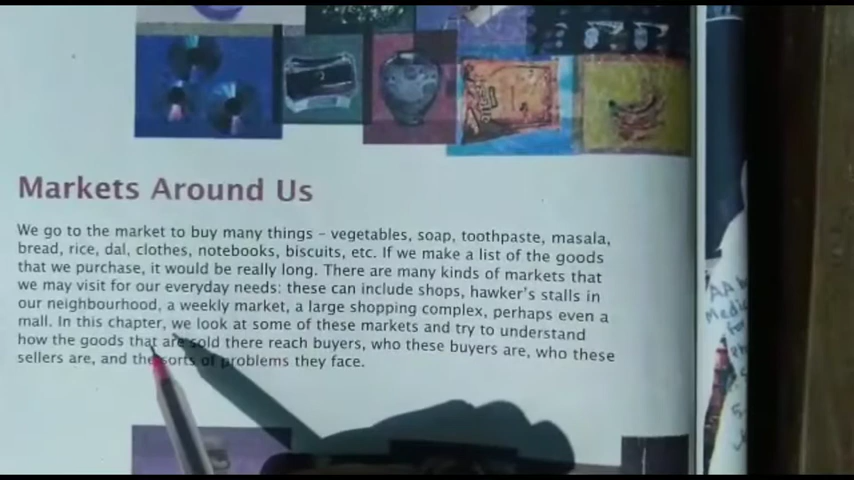 Markets Around Us
We go to the market to buy many things – vegetables, soap, toothpaste, masala,
bread, rice, dal, clothes, notebooks, biscuits, etc. If we make a list of the goods
that we purchase, it would be really long. There are many kinds of markets that
we may visit for our everyday needs: these can include shops, hawker's stalls in
our neighbourhood, a weekly market, a large shopping complex, perhaps even a
mall. In this chapter, we look at some of these markets and try to understand
how the goods that are sold there reach buyers, who these buyers are, who these
sellers are, and the sorts of problems they face.